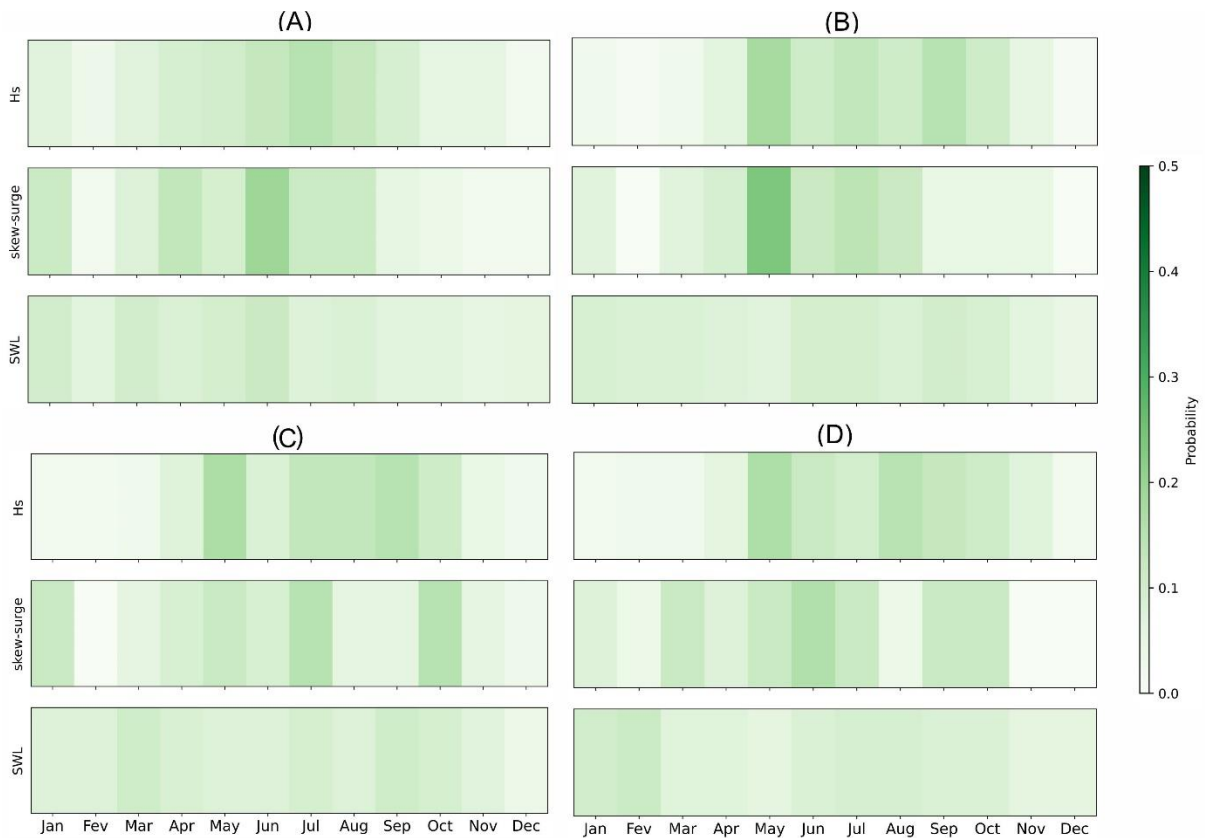 (A)
(B)
Hs
skew-surge
SWL
0.5
0.4
0.3
0.2
0.1
0.0
Probability
(C)
(D)
Hs
skew-surge
SWL
Jan Fev Mar Apr May Jun Jul Aug Sep Oct Nov Dec
Jan Fev Mar Apr May Jun Jul Aug Sep Oct Nov Dec